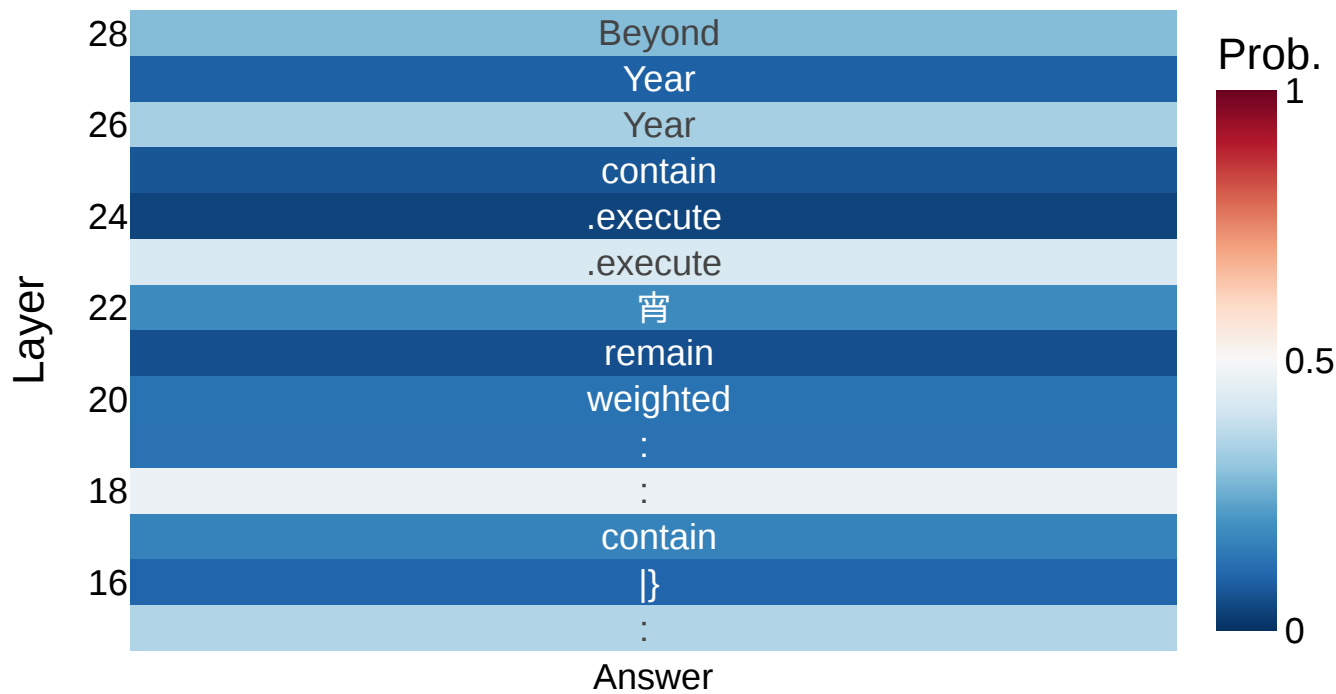 28
Beyond
Year
26
Year
contain
24
.execute
.execute
22
宵
remain
20
weighted
:
18
:
contain
16
|}
:
Answer
Layer
Prob.
1
0.5
0